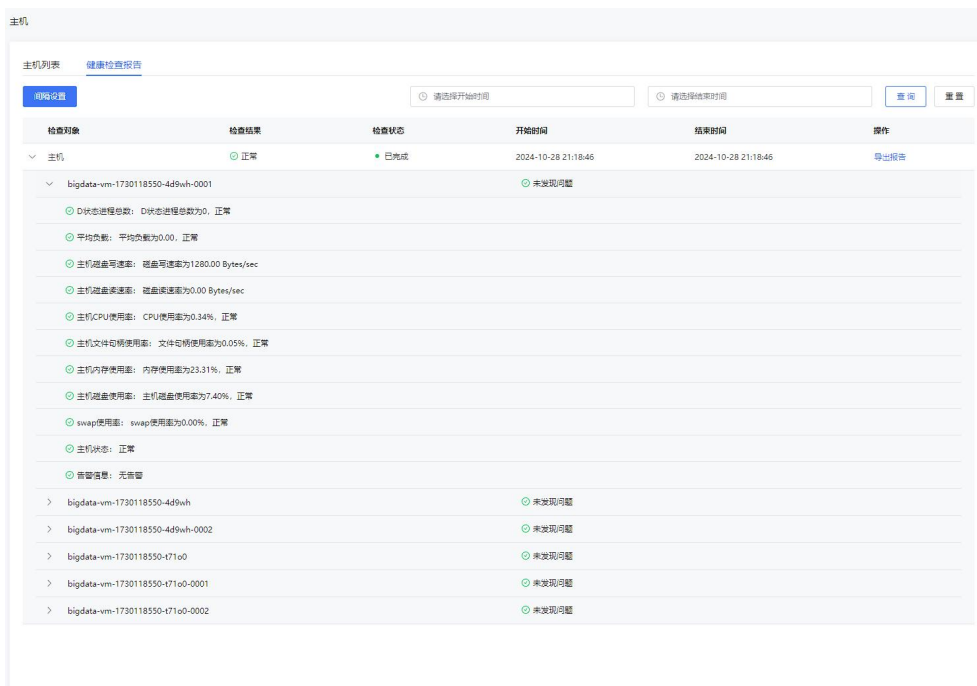 主机
主机列表 健康检查报告
间隔设置 请选择开始时间 请选择结束时间 查询 重置
检查对象 检查结果 检查状态 开始时间 结束时间 操作
主机 正常 已完成 2024-10-28 21:18:46 2024-10-28 21:18:46 导出报告
bigdata-vm-1730118550-4d9wh-0001 未发现问题
D状态进程总数： D状态进程总数为0，正常
平均负载： 平均负载为0.00，正常
主机磁盘写速率： 磁盘写速率为1280.00 Bytes/sec
主机磁盘读速率： 磁盘读速率为0.00 Bytes/sec
主机CPU使用率： CPU使用率为0.34%，正常
主机文件句柄使用率： 文件句柄使用率为0.05%，正常
主机内存使用率： 内存使用率为23.31%，正常
主机磁盘使用率： 主机磁盘使用率为7.40%，正常
swap使用率： swap使用率为0.00%，正常
主机状态： 正常
告警信息： 无告警
bigdata-vm-1730118550-4d9wh 未发现问题
bigdata-vm-1730118550-4d9wh-0002 未发现问题
bigdata-vm-1730118550-t71o0 未发现问题
bigdata-vm-1730118550-t71o0-0001 未发现问题
bigdata-vm-1730118550-t71o0-0002 未发现问题